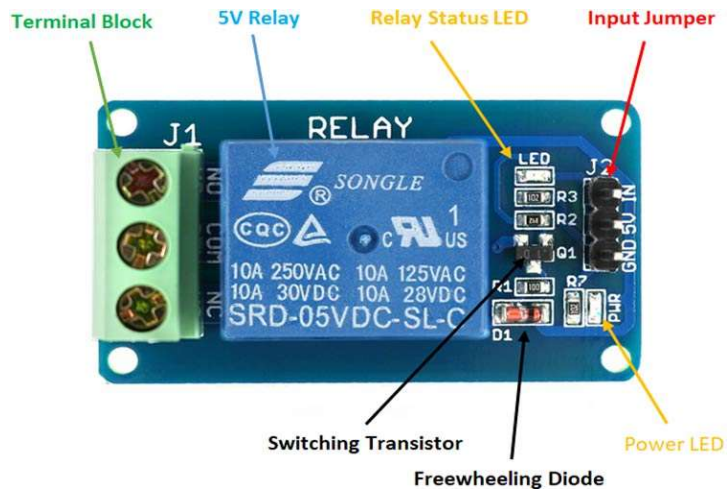 Terminal Block
5V Relay
Relay Status LED
Input Jumper
J1
RELAY
NO
COM
NC
SONGLE
®
CQC
c RU US
1
10A 250VAC 10A 125VAC
10A 30VDC 10A 28VDC
SRD-05VDC-SL-C
LED
R3
R2
Q1
R1
D1
J2
IN
5V
GND
R7
PWR
102
Switching Transistor
Freewheeling Diode
Power LED